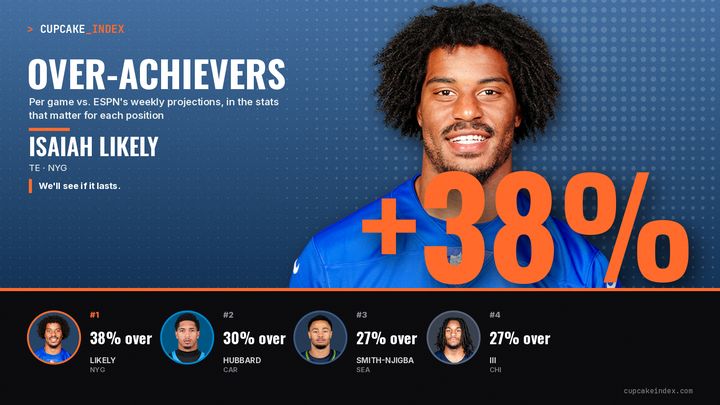 > CUPCAKE_INDEX
OVER-ACHIEVERS
Per game vs. ESPN's weekly projections, in the stats
that matter for each position
ISAIAH LIKELY
TE · NYG
We'll see if it lasts.
+38%
#1
38% over
LIKELY
NYG
#2
30% over
HUBBARD
CAR
#3
27% over
SMITH-NJIGBA
SEA
#4
27% over
III
CHI
cupcakeindex.com